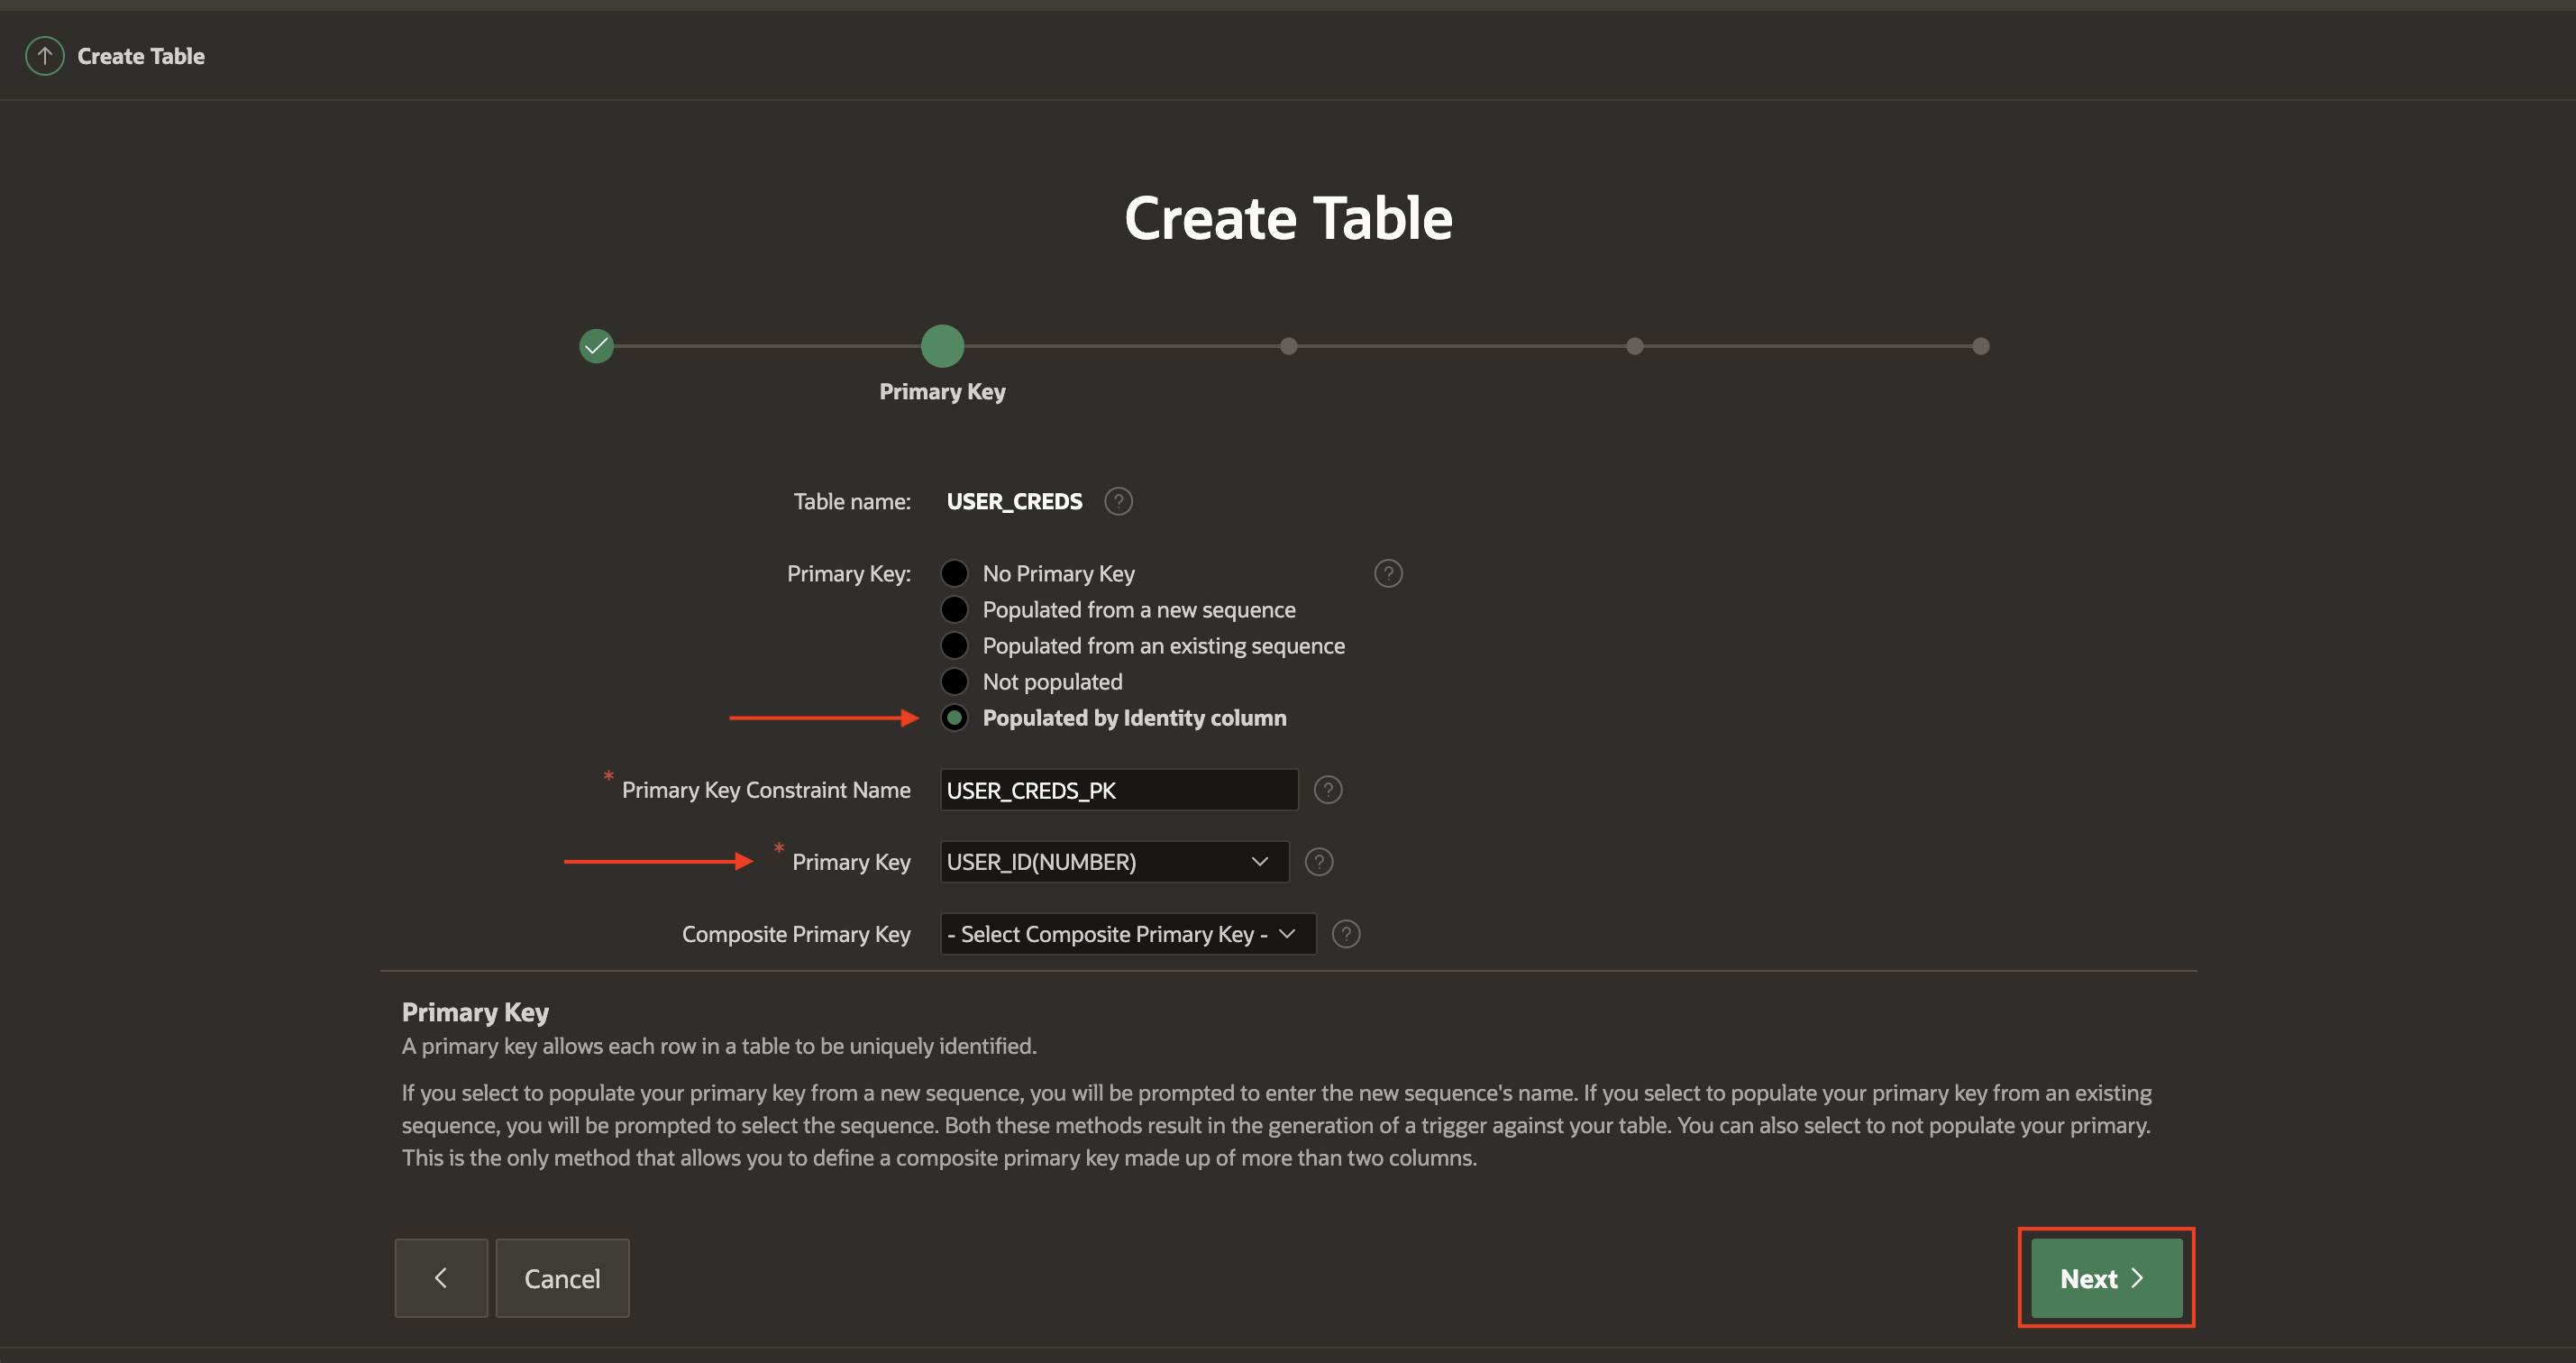 Create Table
Create Table
Primary Key
Table name: USER_CREDS ?
Primary Key: No Primary Key ?
Populated from a new sequence
Populated from an existing sequence
Not populated
Populated by Identity column
* Primary Key Constraint Name USER_CREDS_PK ?
* Primary Key USER_ID(NUMBER) ?
Composite Primary Key - Select Composite Primary Key - ?
Primary Key
A primary key allows each row in a table to be uniquely identified.
If you select to populate your primary key from a new sequence, you will be prompted to enter the new sequence's name. If you select to populate your primary key from an existing
sequence, you will be prompted to select the sequence. Both these methods result in the generation of a trigger against your table. You can also select to not populate your primary.
This is the only method that allows you to define a composite primary key made up of more than two columns.
Cancel
Next